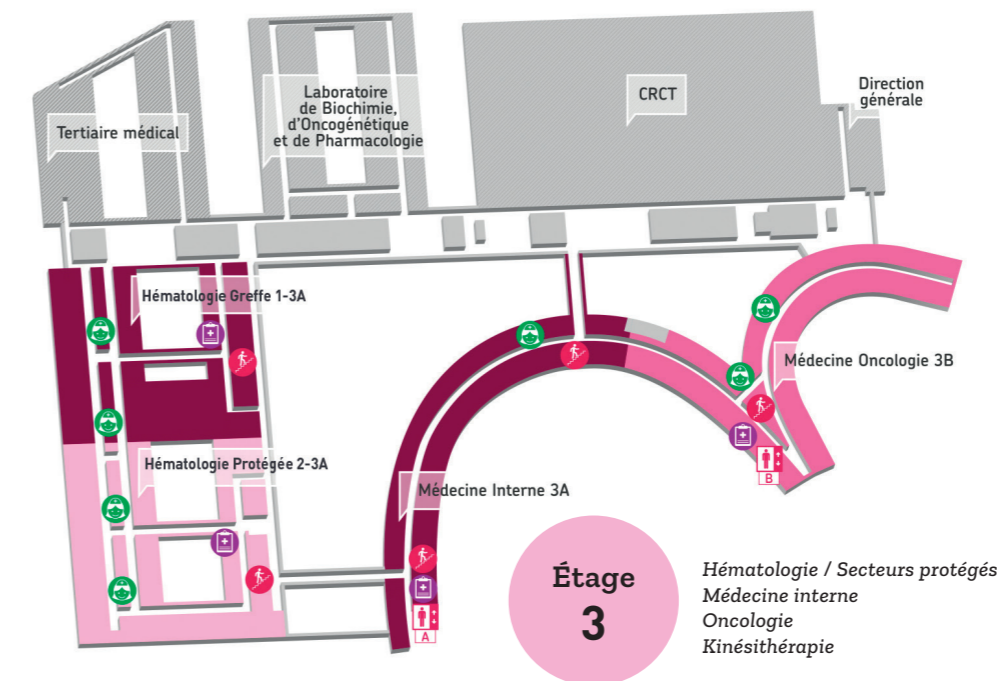 Tertiaire médical
Laboratoire
de Biochimie,
d'Oncogénétique
et de Pharmacologie
CRCT
Direction
générale
Hématologie Greffe 1-3A
Médecine Oncologie 3B
Hématologie Protégée 2-3A
Médecine Interne 3A
B
A
Étage
3
Hématologie / Secteurs protégés
Médecine interne
Oncologie
Kinésithérapie